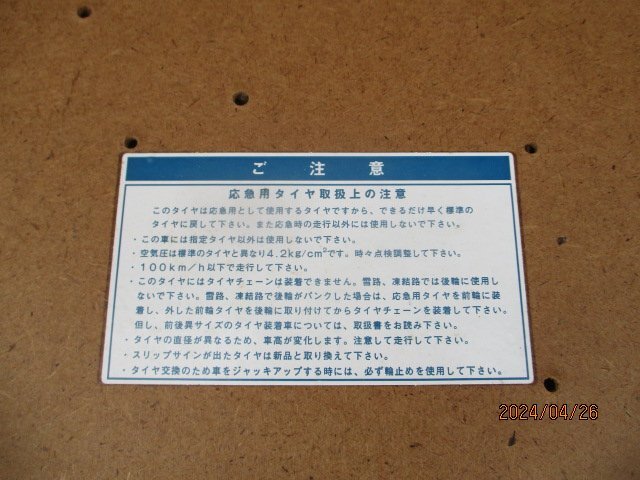 ご注意
応急用タイヤ取扱上の注意
このタイヤは応急用として使用するタイヤですから、できるだけ早く標準の
タイヤに戻して下さい。また応急時の走行以外には使用しないで下さい。
・この車には指定タイヤ以外は使用しないで下さい。
・空気圧は標準のタイヤと異なり4.2kg/cm²です。時々点検調整して下さい。
・100km/h以下で走行して下さい。
・このタイヤにはタイヤチェーンは装着できません。雪路、凍結路では後輪に使用し
ないで下さい。雪路、凍結路で後輪がパンクした場合は、応急用タイヤを前輪に装
着し、外した前輪タイヤを後輪に取り付けてからタイヤチェーンを装着して下さい。
但し、前後異サイズのタイヤ装着車については、取扱書をお読み下さい。
・タイヤの直径が異なるため、車高が変化します。注意して走行して下さい。
・スリップサインが出たタイヤは新品と取り換えて下さい。
・タイヤ交換のため車をジャッキアップする時には、必ず輪止めを使用して下さい。
2024/04/26